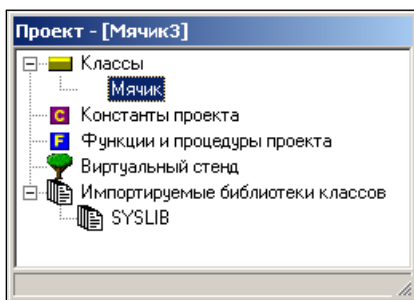 Проект - [Мячик3]
Классы
Мячик
C Константы проекта
F Функции и процедуры проекта
Виртуальный стенд
Импортируемые библиотеки классов
SYSLIB